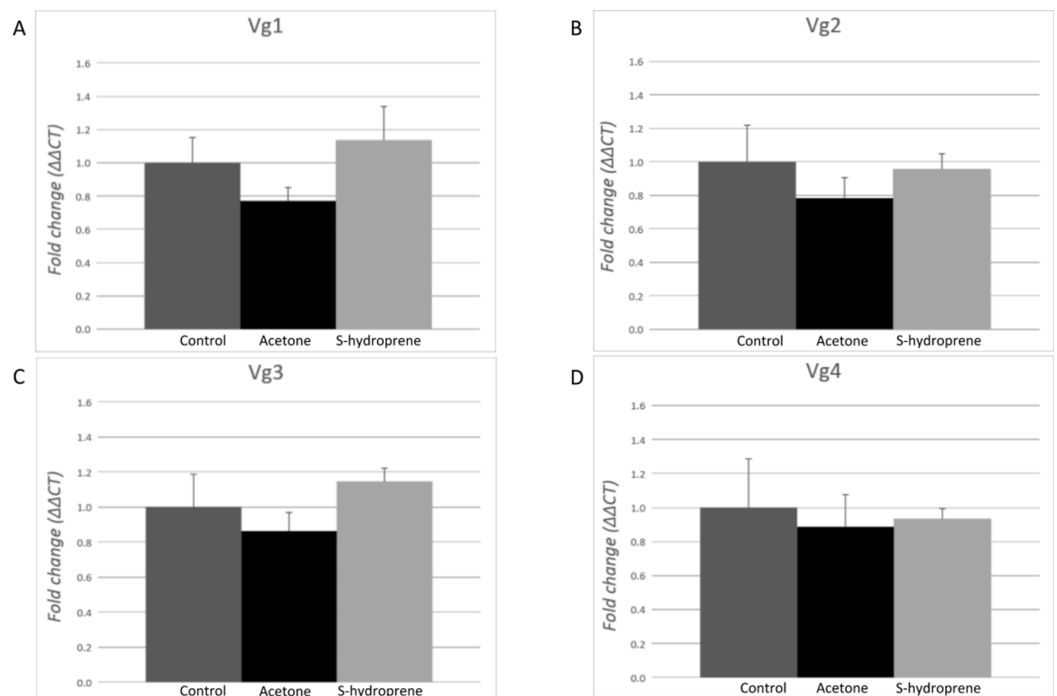 A
Vg1
1.6
1.4
1.2
1.0
0.8
0.6
0.4
0.2
0.0
Fold change (ΔΔCT)
Control Acetone S-hydroprene
B
Vg2
1.6
1.4
1.2
1.0
0.8
0.6
0.4
0.2
0.0
Fold change (ΔΔCT)
Control Acetone S-hydroprene
C
Vg3
1.6
1.4
1.2
1.0
0.8
0.6
0.4
0.2
0.0
Fold change (ΔΔCT)
Control Acetone S-hydroprene
D
Vg4
1.6
1.4
1.2
1.0
0.8
0.6
0.4
0.2
0.0
Fold change (ΔΔCT)
Control Acetone S-hydroprene